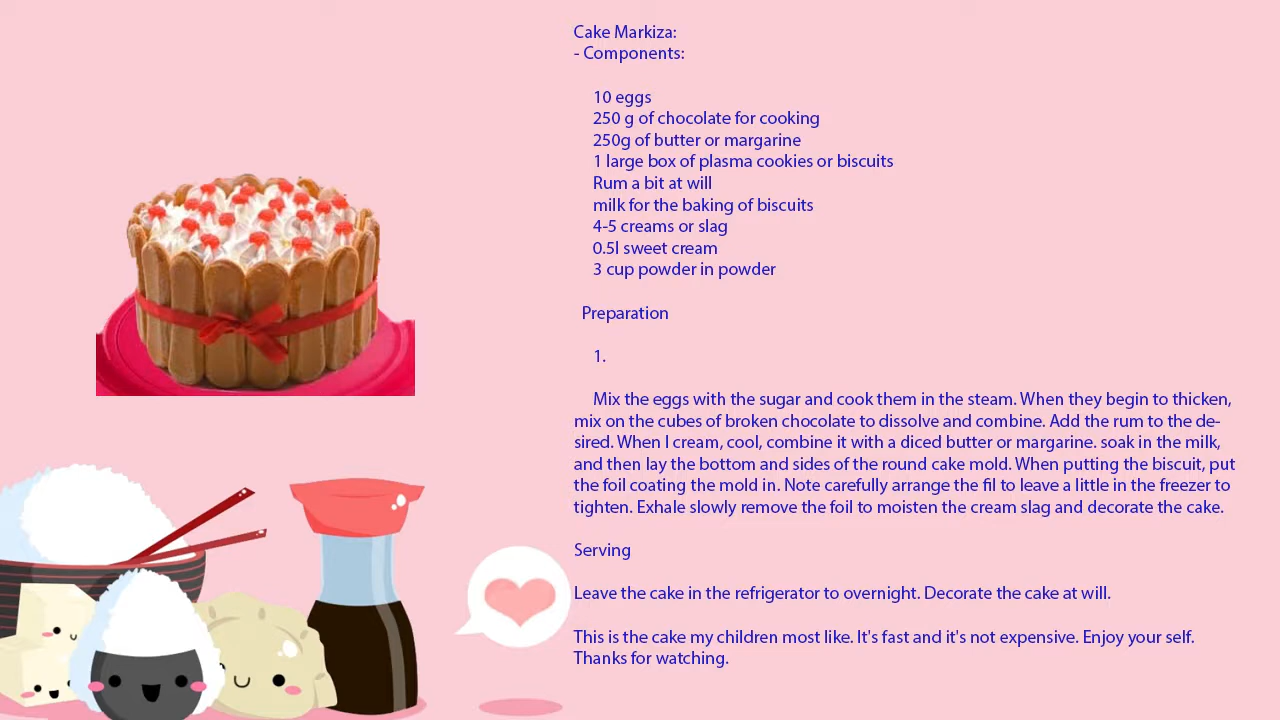 Cake Markiza:
- Components:
10 eggs
250 g of chocolate for cooking
250g of butter or margarine
1 large box of plasma cookies or biscuits
Rum a bit at will
milk for the baking of biscuits
4-5 creams or slag
0.5l sweet cream
3 cup powder in powder
Preparation
1.
Mix the eggs with the sugar and cook them in the steam. When they begin to thicken,
mix on the cubes of broken chocolate to dissolve and combine. Add the rum to the de-
sired. When I cream, cool, combine it with a diced butter or margarine. soak in the milk,
and then lay the bottom and sides of the round cake mold. When putting the biscuit, put
the foil coating the mold in. Note carefully arrange the fil to leave a little in the freezer to
tighten. Exhale slowly remove the foil to moisten the cream slag and decorate the cake.
Serving
Leave the cake in the refrigerator to overnight. Decorate the cake at will.
This is the cake my children most like. It's fast and it's not expensive. Enjoy your self.
Thanks for watching.